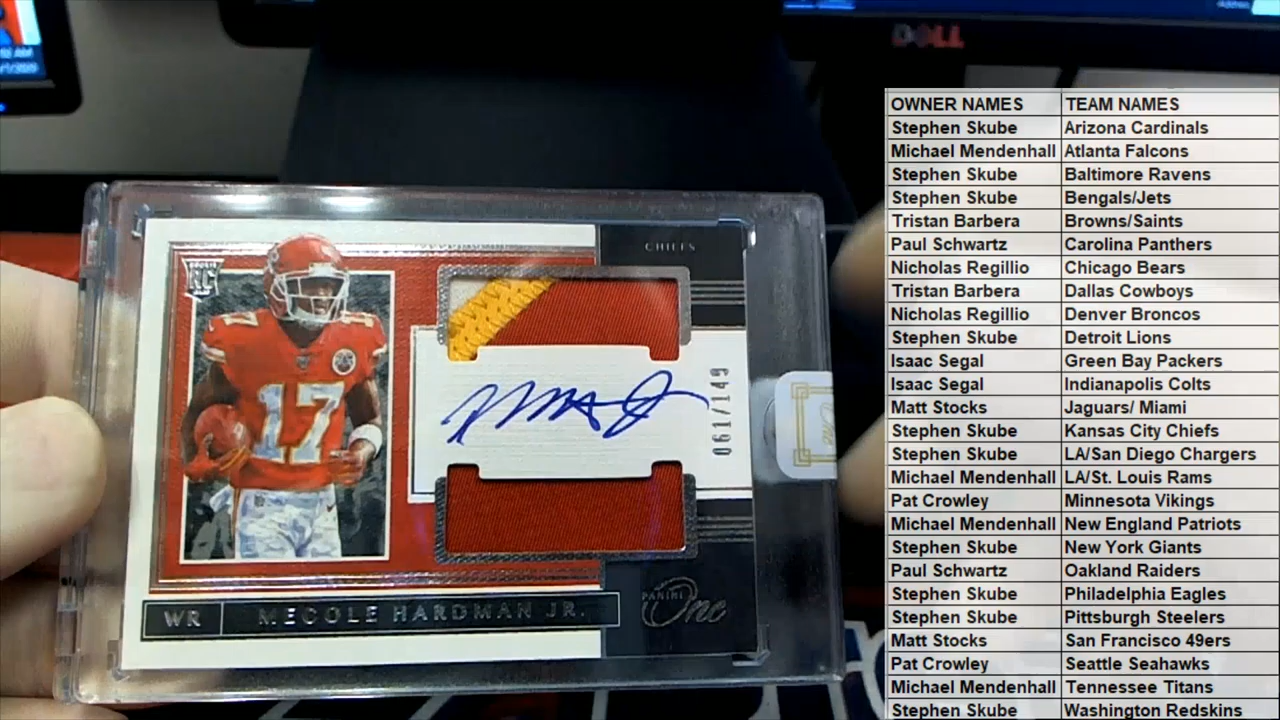 DELL
RC
CHIEFS
17
17
17
061/149
WR MECOLE HARDMAN JR.
PANINI
One
OWNER NAMES TEAM NAMES
Stephen Skube Arizona Cardinals
Michael Mendenhall Atlanta Falcons
Stephen Skube Baltimore Ravens
Stephen Skube Bengals/Jets
Tristan Barbera Browns/Saints
Paul Schwartz Carolina Panthers
Nicholas Regillio Chicago Bears
Tristan Barbera Dallas Cowboys
Nicholas Regillio Denver Broncos
Stephen Skube Detroit Lions
Isaac Segal Green Bay Packers
Isaac Segal Indianapolis Colts
Matt Stocks Jaguars/ Miami
Stephen Skube Kansas City Chiefs
Stephen Skube LA/San Diego Chargers
Michael Mendenhall LA/St. Louis Rams
Pat Crowley Minnesota Vikings
Michael Mendenhall New England Patriots
Stephen Skube New York Giants
Paul Schwartz Oakland Raiders
Stephen Skube Philadelphia Eagles
Stephen Skube Pittsburgh Steelers
Matt Stocks San Francisco 49ers
Pat Crowley Seattle Seahawks
Michael Mendenhall Tennessee Titans
Stephen Skube Washington Redskins